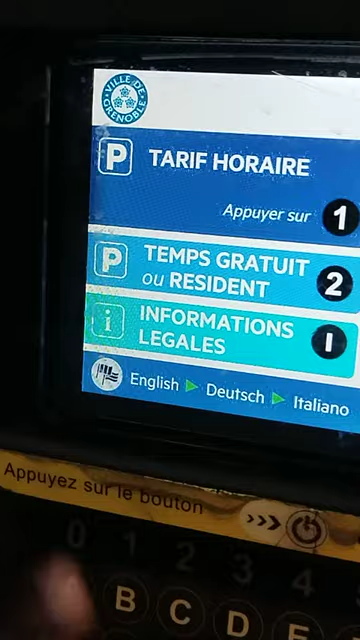 VILLE DE
GRENOBLE
P TARIF HORAIRE
Appuyer sur 1
P TEMPS GRATUIT
ou RESIDENT 2
i INFORMATIONS
LEGALES I
English Deutsch Italiano
Appuyez sur le bouton >>>
0 1 2 3 4
B C D E